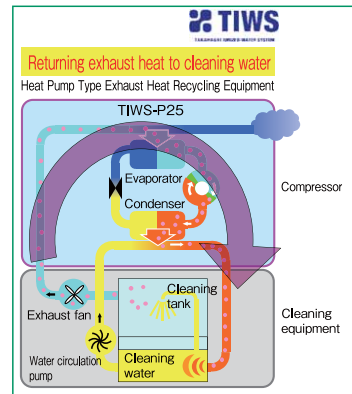 TIWS
TAKAHASHI IONIZED WATER SYSTEM
Returning exhaust heat to cleaning water
Heat Pump Type Exhaust Heat Recycling Equipment
TIWS-P25
Evaporator
Condenser
Compressor
Cleaning
tank
Exhaust fan
Cleaning
equipment
Water circulation
pump
Cleaning
water